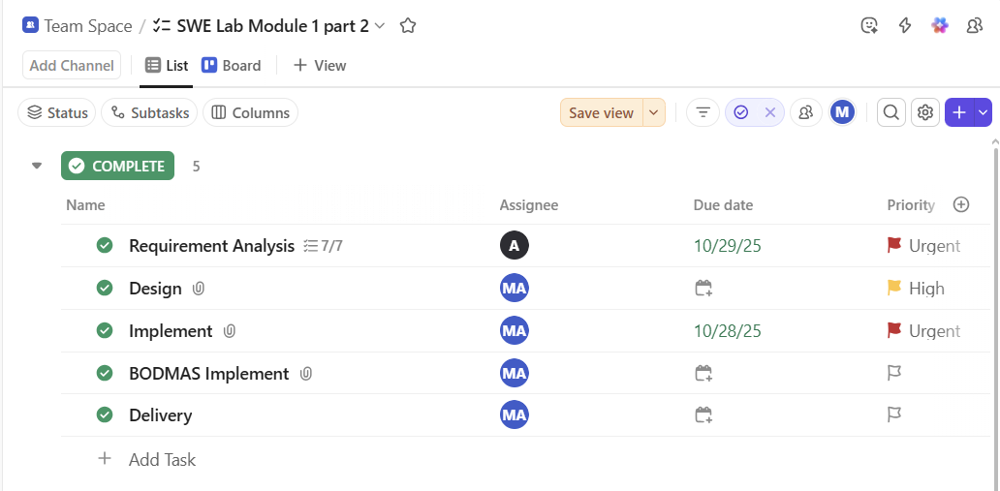 Team Space / SWE Lab Module 1 part 2
Add Channel List Board + View
Status Subtasks Columns Save view M
COMPLETE 5
Name Assignee Due date Priority
Requirement Analysis 7/7 A 10/29/25 Urgent
Design MA High
Implement MA 10/28/25 Urgent
BODMAS Implement MA
Delivery MA
+ Add Task